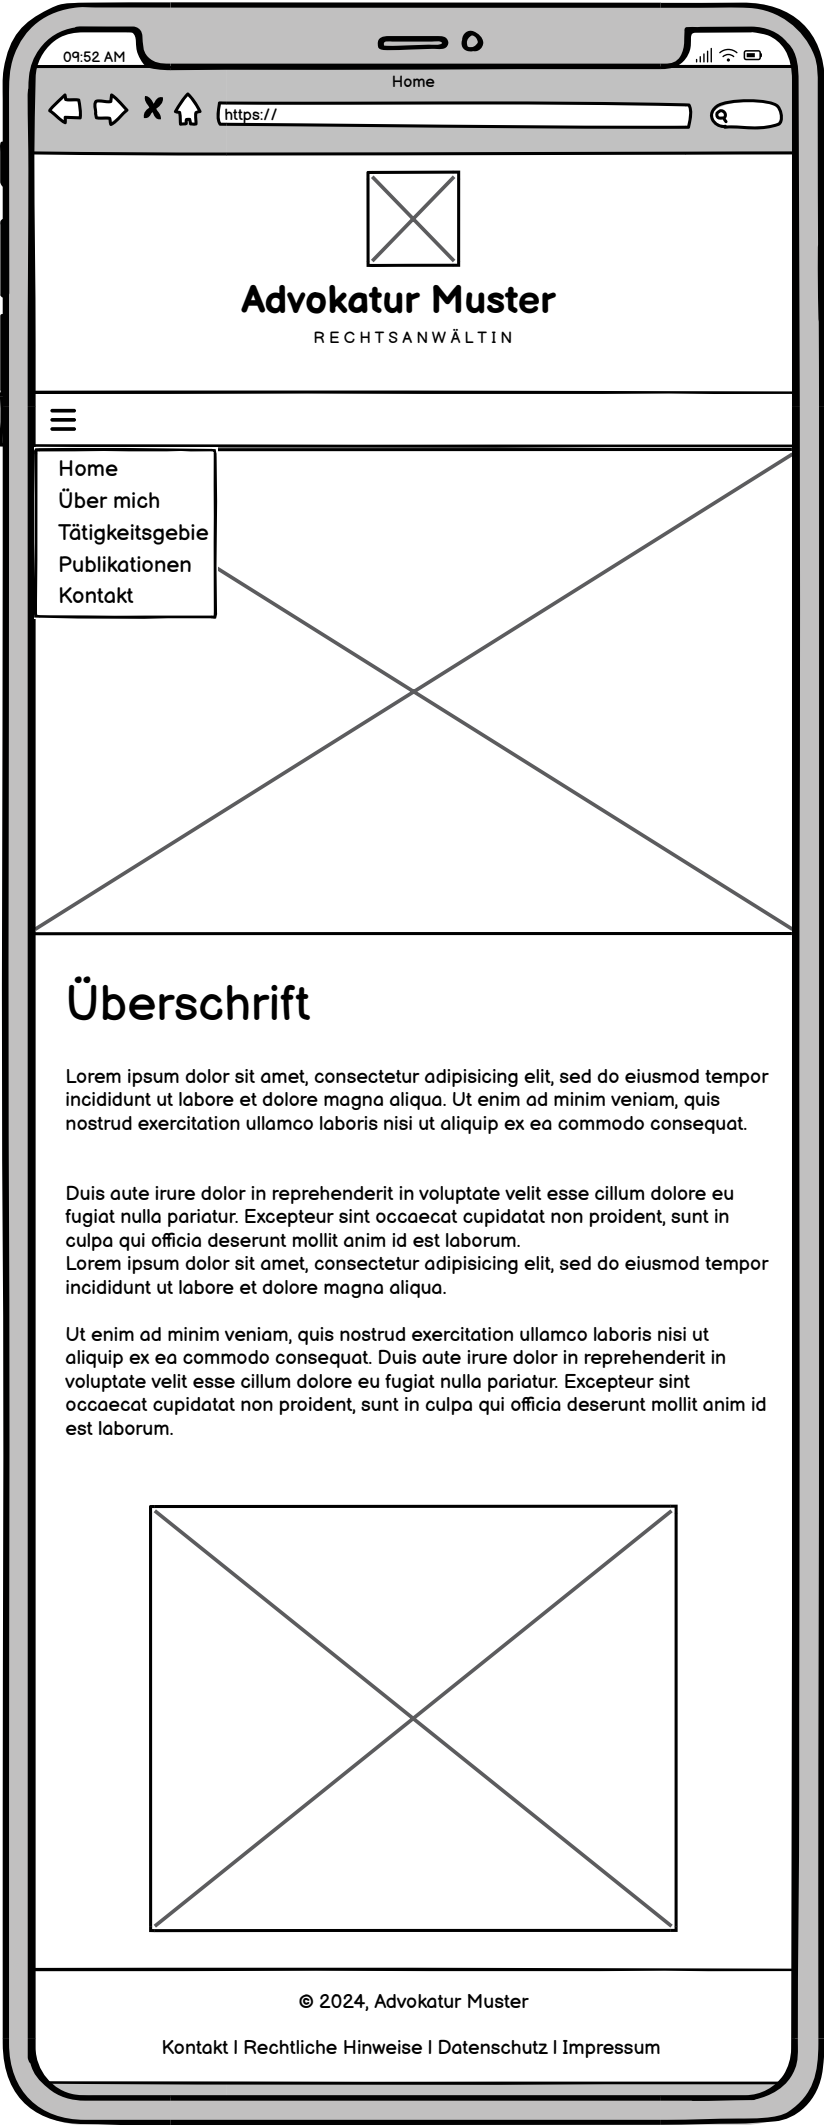 09:52 AM
Home
https://
Advokatur Muster
RECHTSANWÄLTIN
Home
Über mich
Tätigkeitsgebie
Publikationen
Kontakt
Überschrift
Lorem ipsum dolor sit amet, consectetur adipisicing elit, sed do eiusmod tempor
incididunt ut labore et dolore magna aliqua. Ut enim ad minim veniam, quis
nostrud exercitation ullamco laboris nisi ut aliquip ex ea commodo consequat.
Duis aute irure dolor in reprehenderit in voluptate velit esse cillum dolore eu
fugiat nulla pariatur. Excepteur sint occaecat cupidatat non proident, sunt in
culpa qui officia deserunt mollit anim id est laborum.
Lorem ipsum dolor sit amet, consectetur adipisicing elit, sed do eiusmod tempor
incididunt ut labore et dolore magna aliqua.
Ut enim ad minim veniam, quis nostrud exercitation ullamco laboris nisi ut
aliquip ex ea commodo consequat. Duis aute irure dolor in reprehenderit in
voluptate velit esse cillum dolore eu fugiat nulla pariatur. Excepteur sint
occaecat cupidatat non proident, sunt in culpa qui officia deserunt mollit anim id
est laborum.
© 2024, Advokatur Muster
Kontakt | Rechtliche Hinweise | Datenschutz | Impressum